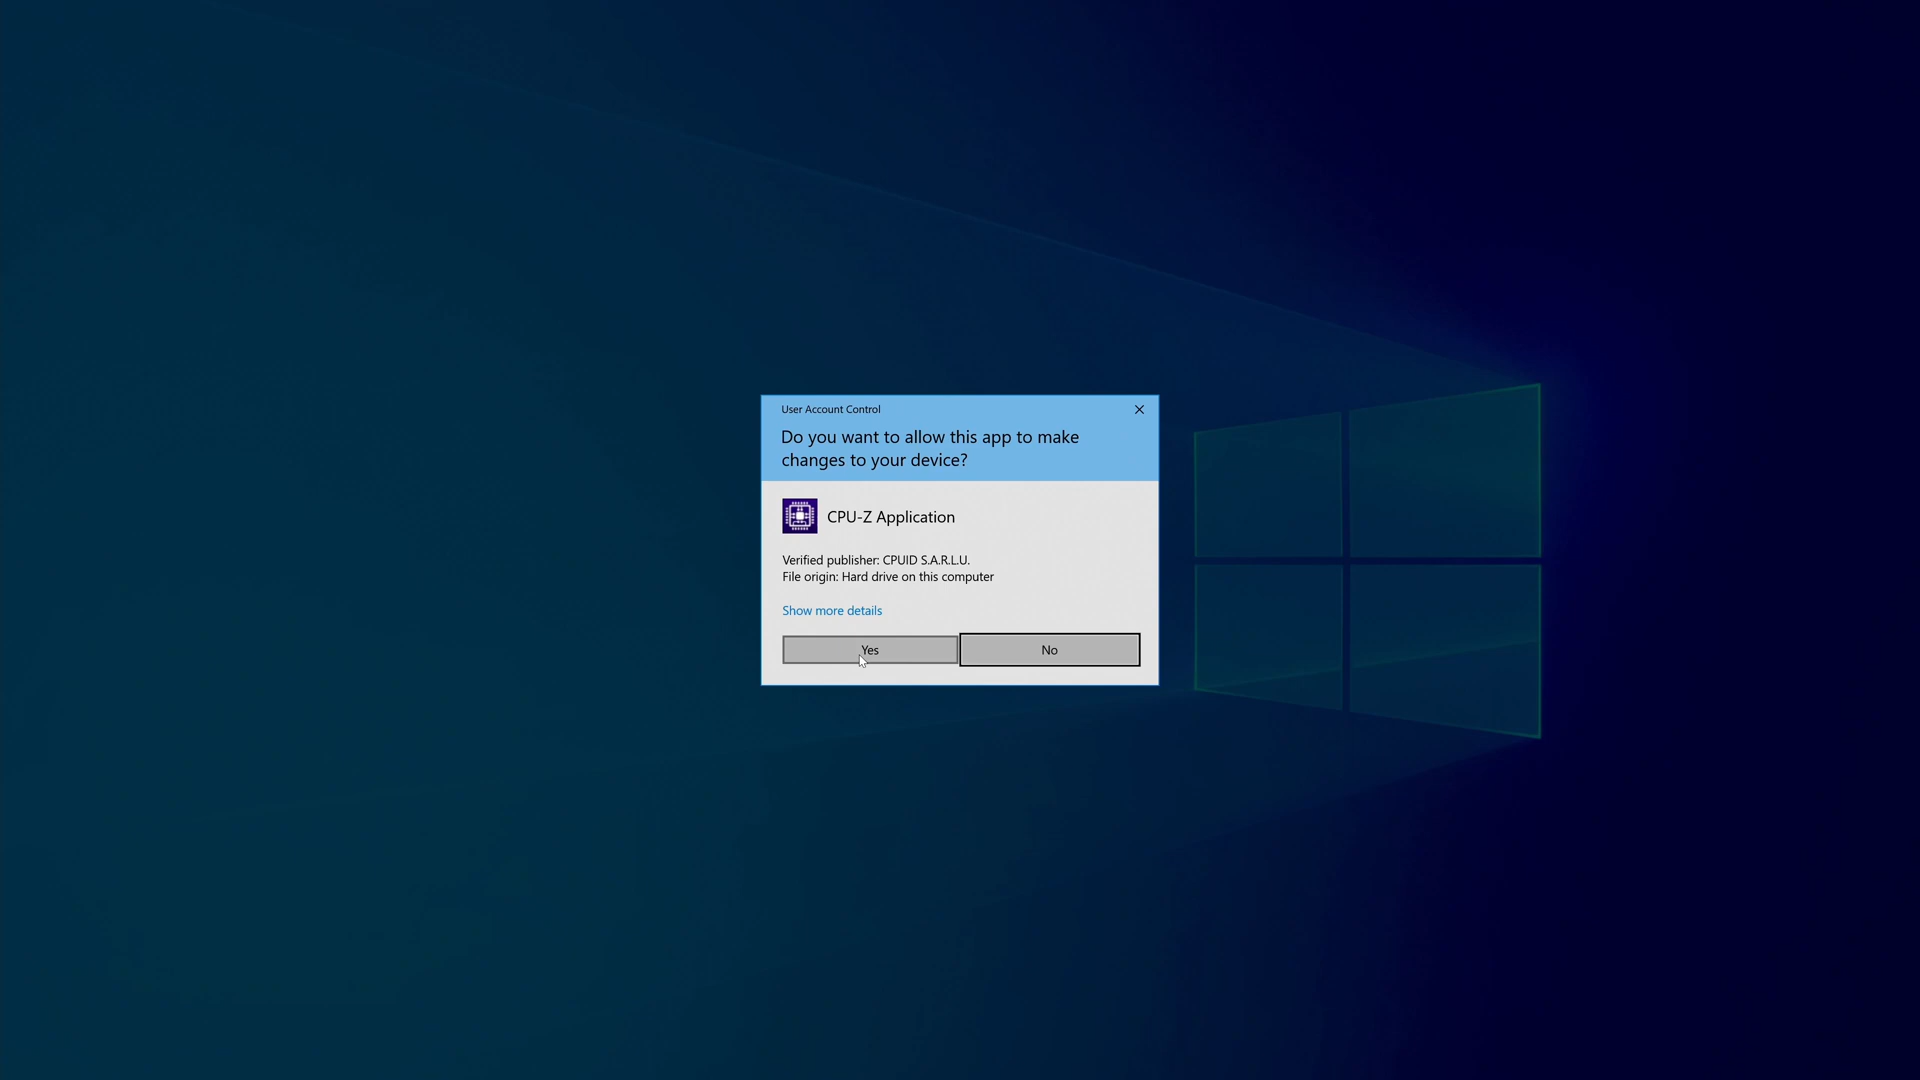 User Account Control
Do you want to allow this app to make
changes to your device?
CPU-Z Application
Verified publisher: CPUID S.A.R.L.U.
File origin: Hard drive on this computer
Show more details
Yes
No